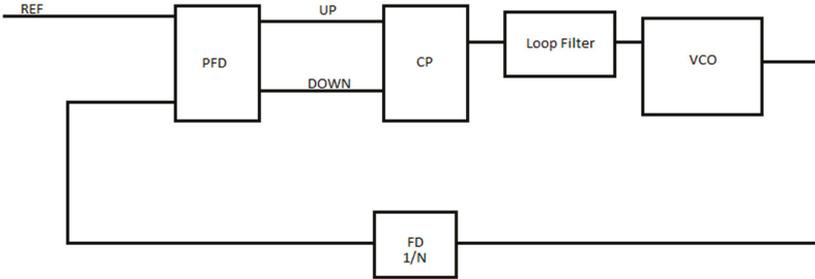 REF
UP
PFD
CP
Loop Filter
VCO
DOWN
FD
1/N